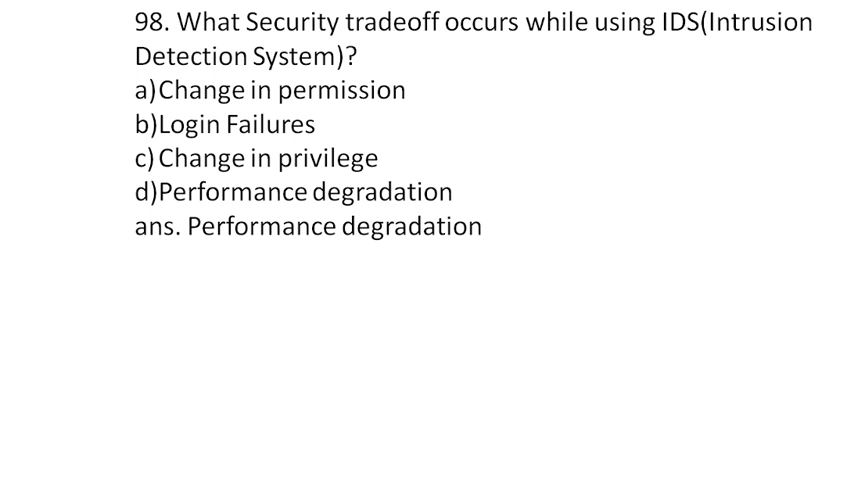 98. What Security tradeoff occurs while using IDS(Intrusion
Detection System)?
a)Change in permission
b)Login Failures
c) Change in privilege
d)Performance degradation
ans. Performance degradation